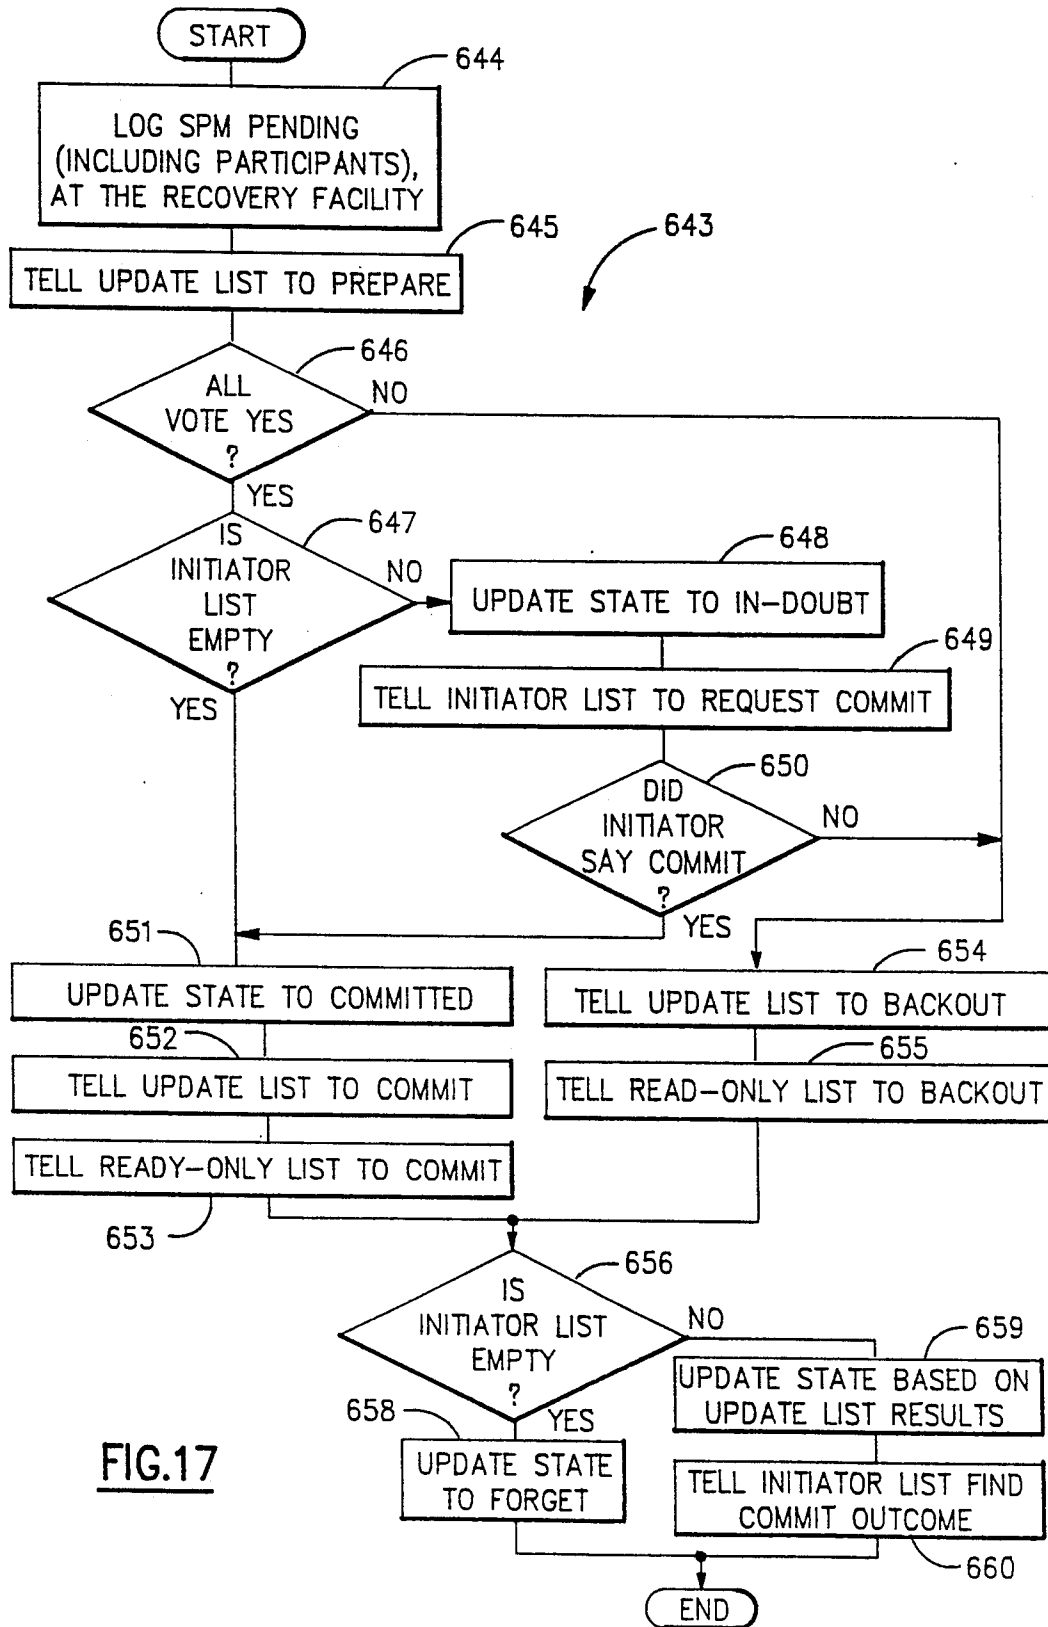 START
644
LOG SPM PENDING
(INCLUDING PARTICIPANTS),
AT THE RECOVERY FACILITY
645
643
TELL UPDATE LIST TO PREPARE
646
ALL
VOTE YES
?
NO
YES
647
IS
INITIATOR
LIST
EMPTY
?
NO
YES
648
UPDATE STATE TO IN-DOUBT
649
TELL INITIATOR LIST TO REQUEST COMMIT
650
DID
INITIATOR
SAY COMMIT
?
NO
YES
651
UPDATE STATE TO COMMITTED
652
TELL UPDATE LIST TO COMMIT
TELL READY-ONLY LIST TO COMMIT
653
654
TELL UPDATE LIST TO BACKOUT
655
TELL READ-ONLY LIST TO BACKOUT
656
IS
INITIATOR LIST
EMPTY
?
NO
YES
658
UPDATE STATE
TO FORGET
659
UPDATE STATE BASED ON
UPDATE LIST RESULTS
TELL INITIATOR LIST FIND
COMMIT OUTCOME
660
END
FIG.17